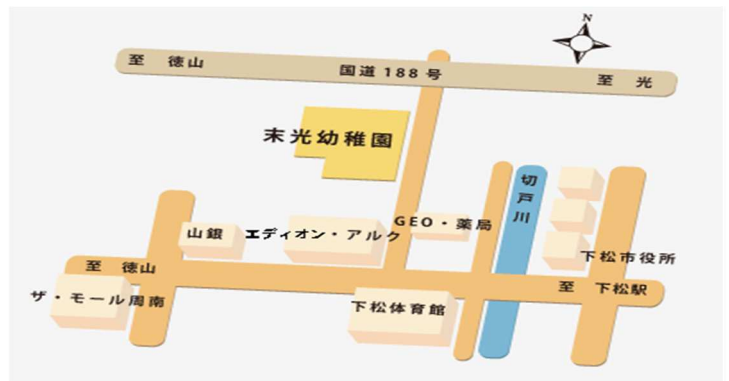 N
至 徳山
国道188号
至 光
末光幼稚園
切戸川
GEO・薬局
山銀
エディオン・アルク
下松市役所
至 徳山
至 下松駅
ザ・モール周南
下松体育館